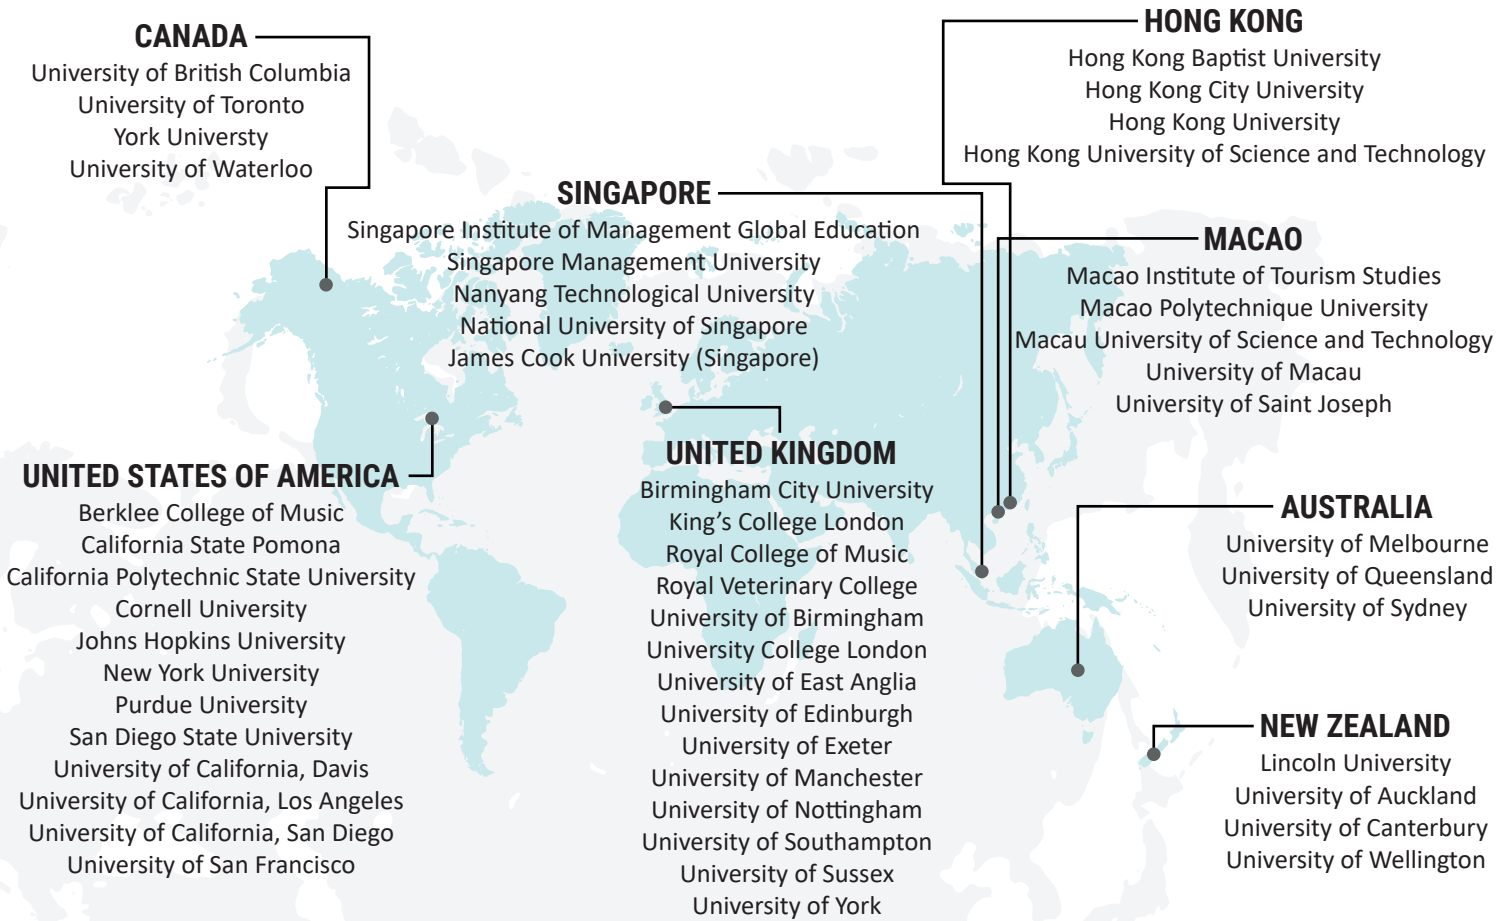 CANADA
University of British Columbia
University of Toronto
York Universty
University of Waterloo
HONG KONG
Hong Kong Baptist University
Hong Kong City University
Hong Kong University
Hong Kong University of Science and Technology
SINGAPORE
Singapore Institute of Management Global Education
Singapore Management University
Nanyang Technological University
National University of Singapore
James Cook University (Singapore)
MACAO
Macao Institute of Tourism Studies
Macao Polytechnique University
Macau University of Science and Technology
University of Macau
University of Saint Joseph
UNITED STATES OF AMERICA
Berklee College of Music
California State Pomona
California Polytechnic State University
Cornell University
Johns Hopkins University
New York University
Purdue University
San Diego State University
University of California, Davis
University of California, Los Angeles
University of California, San Diego
University of San Francisco
UNITED KINGDOM
Birmingham City University
King’s College London
Royal College of Music
Royal Veterinary College
University of Birmingham
University College London
University of East Anglia
University of Edinburgh
University of Exeter
University of Manchester
University of Nottingham
University of Southampton
University of Sussex
University of York
AUSTRALIA
University of Melbourne
University of Queensland
University of Sydney
NEW ZEALAND
Lincoln University
University of Auckland
University of Canterbury
University of Wellington